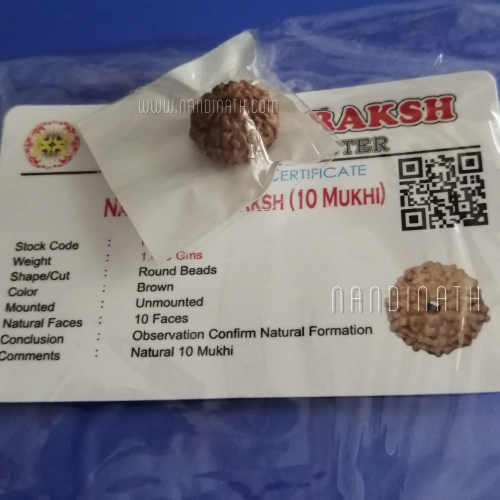 WWW.NANDINATH.COM
RAKSH
TER
CERTIFICATE
NA AKSH (10 MUKHI)
Stock Code :
Weight : Gms
Shape/Cut : Round Beads
Color : Brown
Mounted : Unmounted
Natural Faces : 10 Faces
Conclusion : Observation Confirm Natural Formation
Comments : Natural 10 Mukhi
NANDINATH